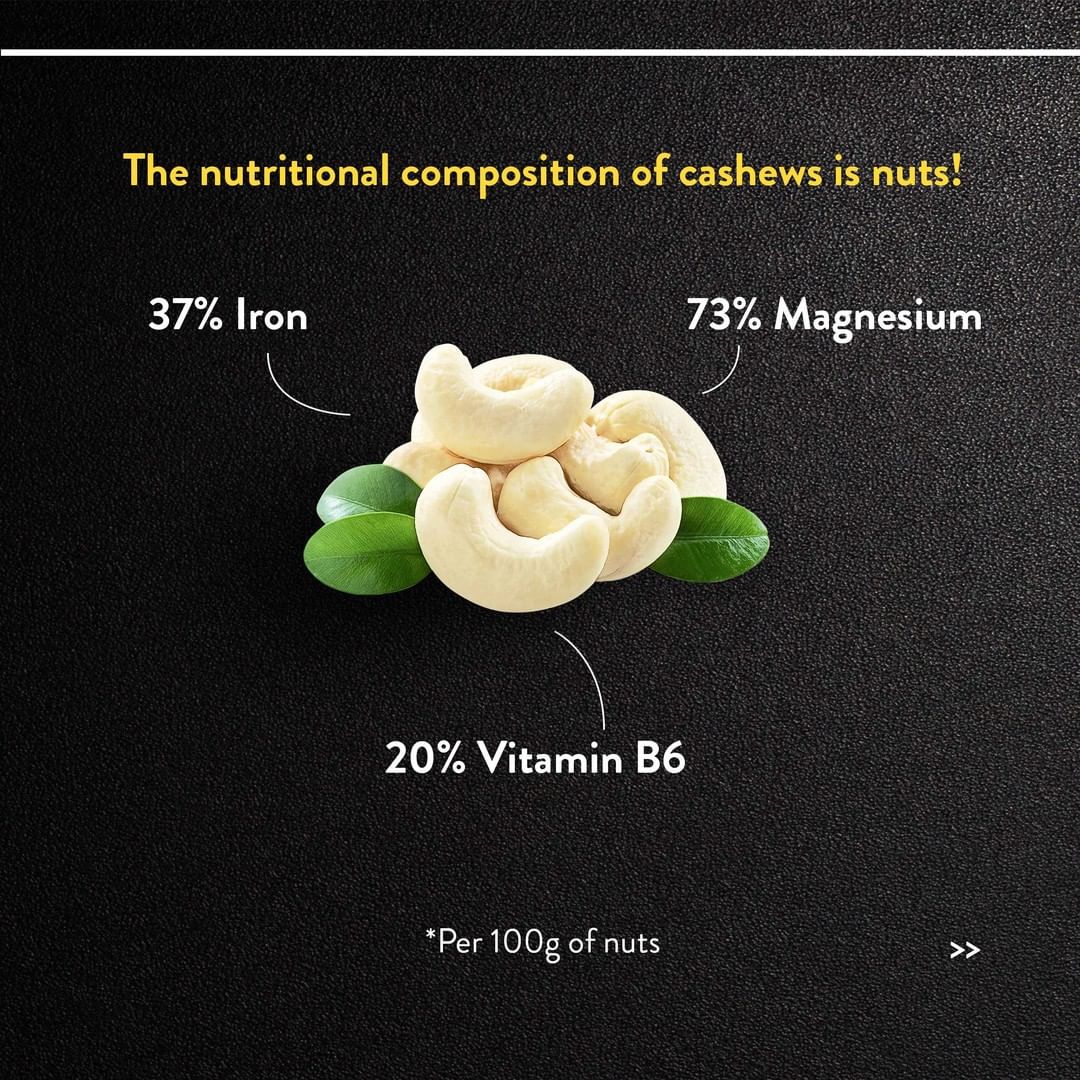 The nutritional composition of cashews is nuts!
37% Iron
73% Magnesium
20% Vitamin B6
*Per 100g of nuts
>>